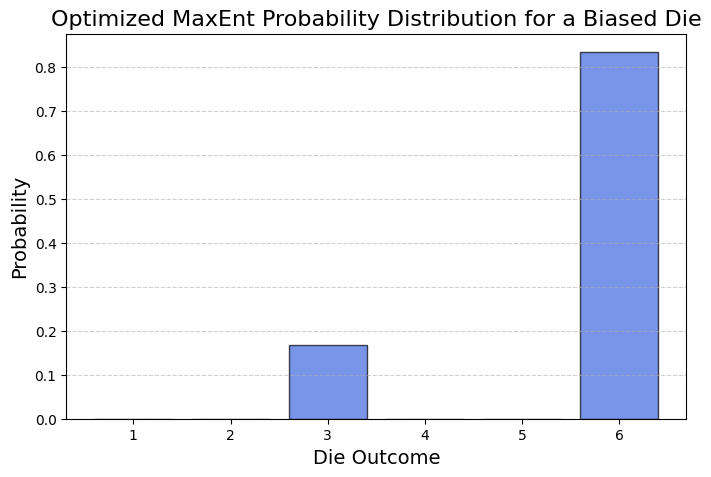 Optimized MaxEnt Probability Distribution for a Biased Die
Probability
0.8
0.7
0.6
0.5
0.4
0.3
0.2
0.1
0.0
1 2 3 4 5 6
Die Outcome